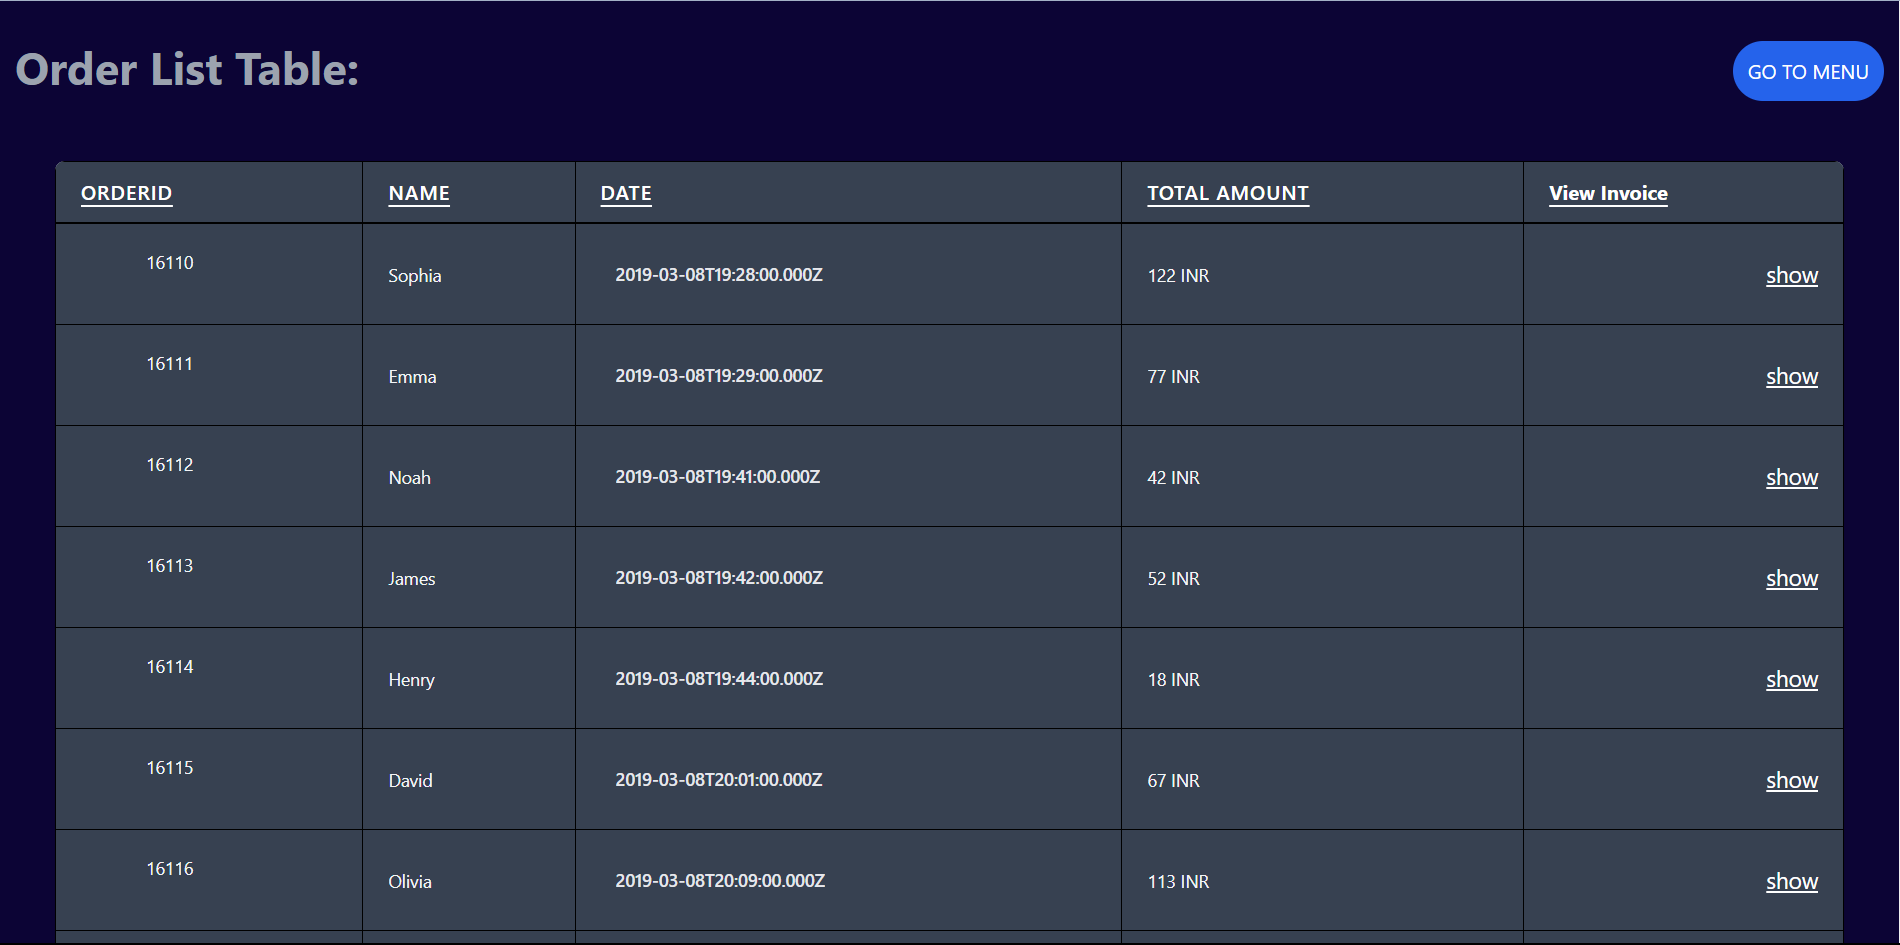 Order List Table:
GO TO MENU
ORDERID NAME DATE TOTAL AMOUNT View Invoice
16110 Sophia 2019-03-08T19:28:00.000Z 122 INR show
16111 Emma 2019-03-08T19:29:00.000Z 77 INR show
16112 Noah 2019-03-08T19:41:00.000Z 42 INR show
16113 James 2019-03-08T19:42:00.000Z 52 INR show
16114 Henry 2019-03-08T19:44:00.000Z 18 INR show
16115 David 2019-03-08T20:01:00.000Z 67 INR show
16116 Olivia 2019-03-08T20:09:00.000Z 113 INR show